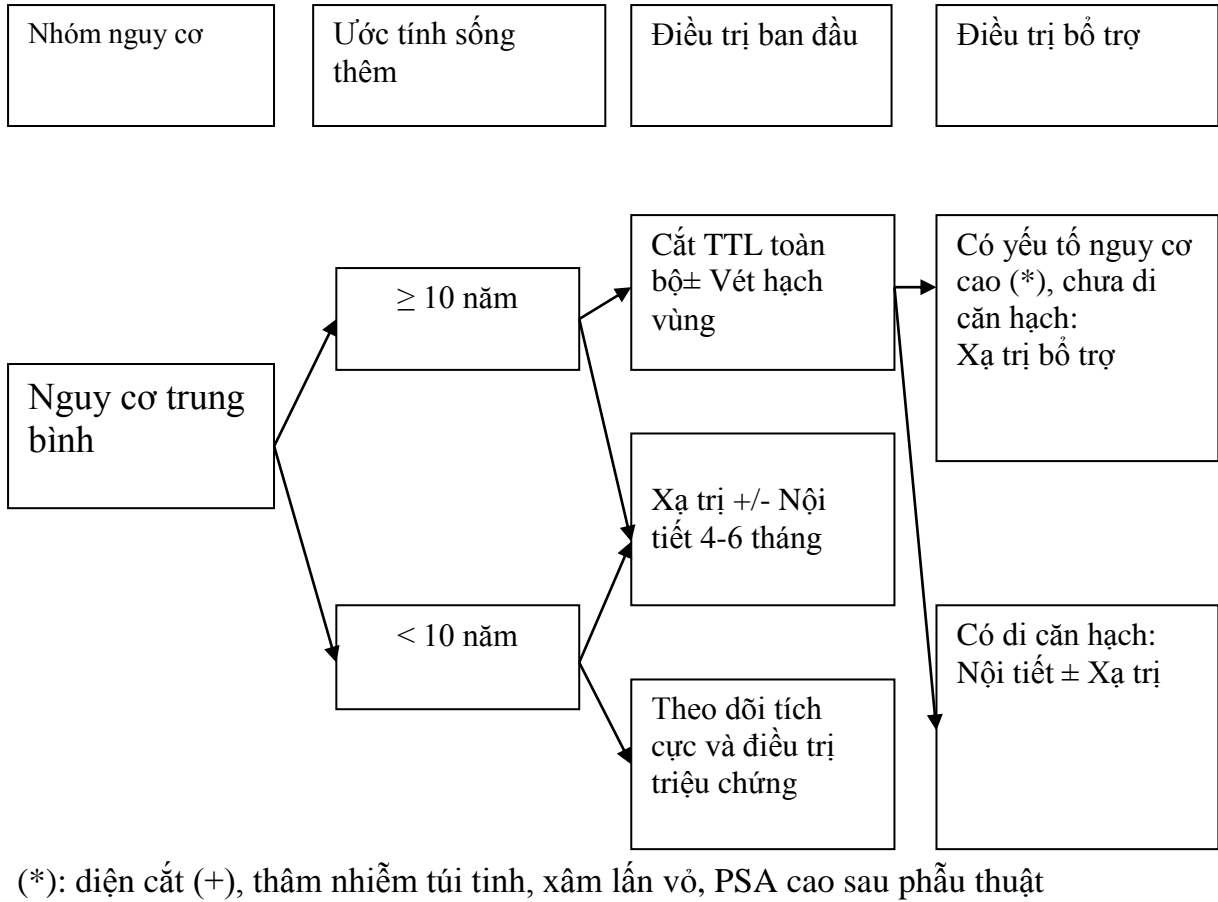 Nhóm nguy cơ
Ước tính sống
thêm
Điều trị ban đầu
Điều trị bổ trợ
Nguy cơ trung
bình
≥ 10 năm
< 10 năm
Cắt TTL toàn
bộ± Vét hạch
vùng
Xạ trị +/- Nội
tiết 4-6 tháng
Theo dõi tích
cực và điều trị
triệu chứng
Có yếu tố nguy cơ
cao (*), chưa di
căn hạch:
Xạ trị bổ trợ
Có di căn hạch:
Nội tiết ± Xạ trị
(*): diện cắt (+), thâm nhiễm túi tinh, xâm lấn vỏ, PSA cao sau phẫu thuật